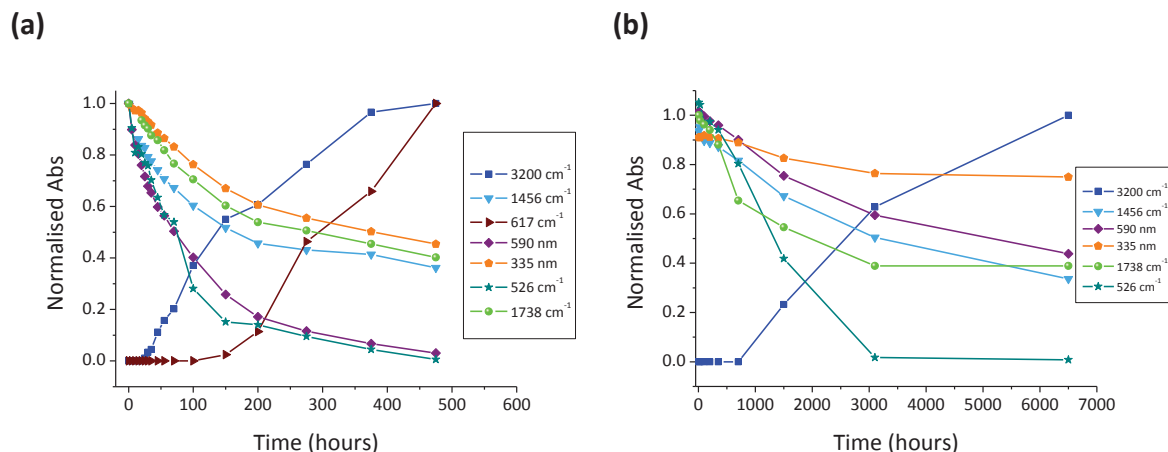 (a)
(b)
Normalised Abs
1.0
0.8
0.6
0.4
0.2
0.0
0
100
200
300
400
500
600
Time (hours)
3200 cm⁻¹
1456 cm⁻¹
617 cm⁻¹
590 nm
335 nm
526 cm⁻¹
1738 cm⁻¹
Normalised Abs
1.0
0.8
0.6
0.4
0.2
0.0
0
1000
2000
3000
4000
5000
6000
7000
Time (hours)
3200 cm⁻¹
1456 cm⁻¹
590 nm
335 nm
1738 cm⁻¹
526 cm⁻¹